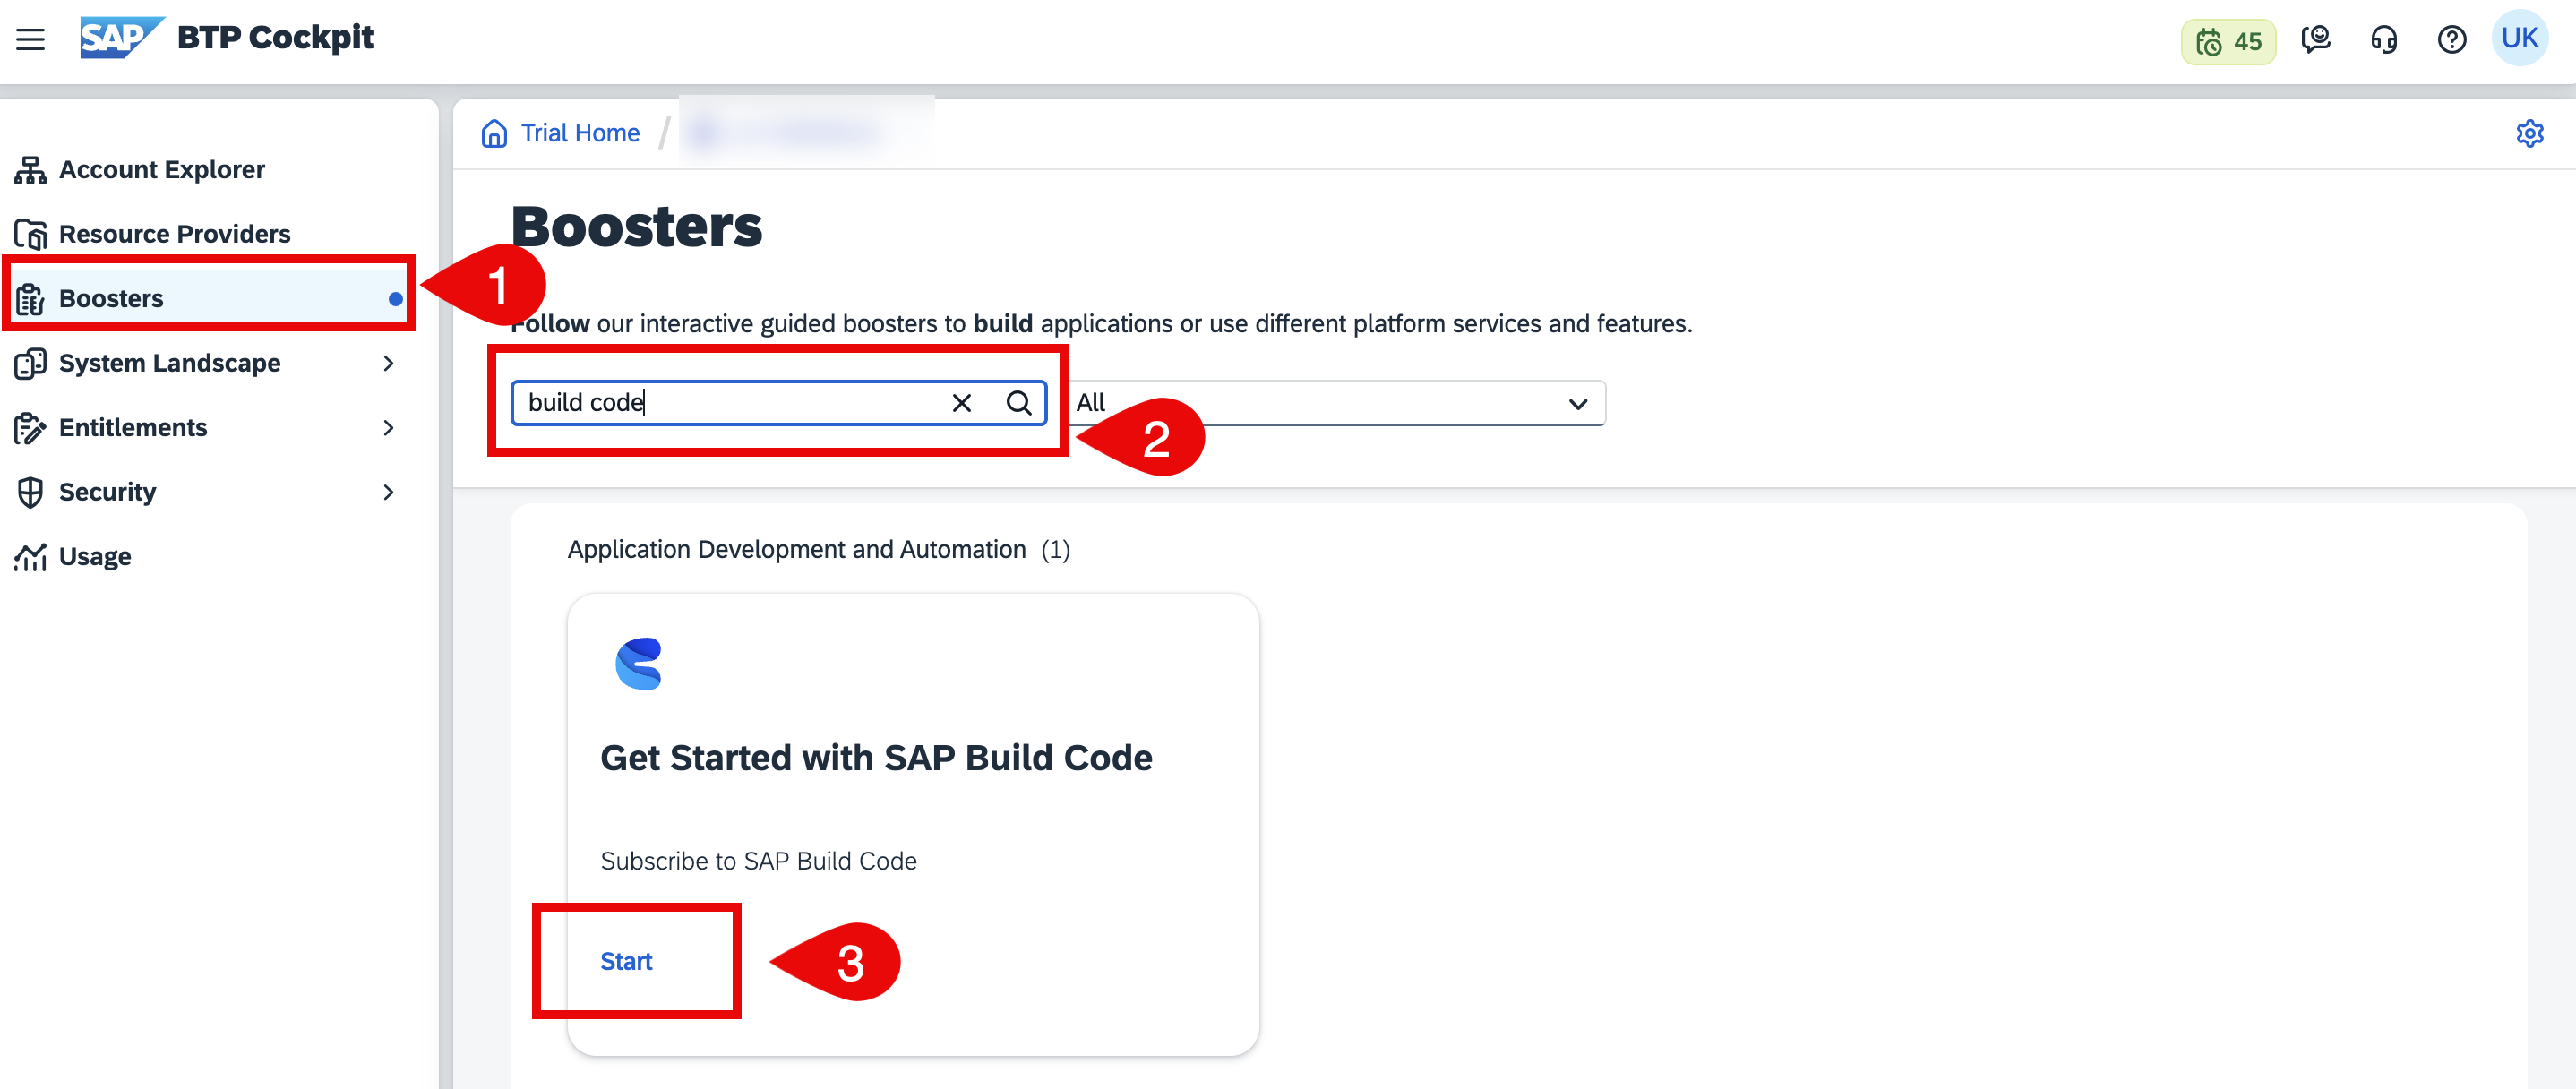 SAP BTP Cockpit
45
UK
Account Explorer
Resource Providers
Boosters
System Landscape
Entitlements
Security
Usage
Trial Home /
Boosters
1
Follow our interactive guided boosters to build applications or use different platform services and features.
build code
All
2
Application Development and Automation (1)
Get Started with SAP Build Code
Subscribe to SAP Build Code
Start
3